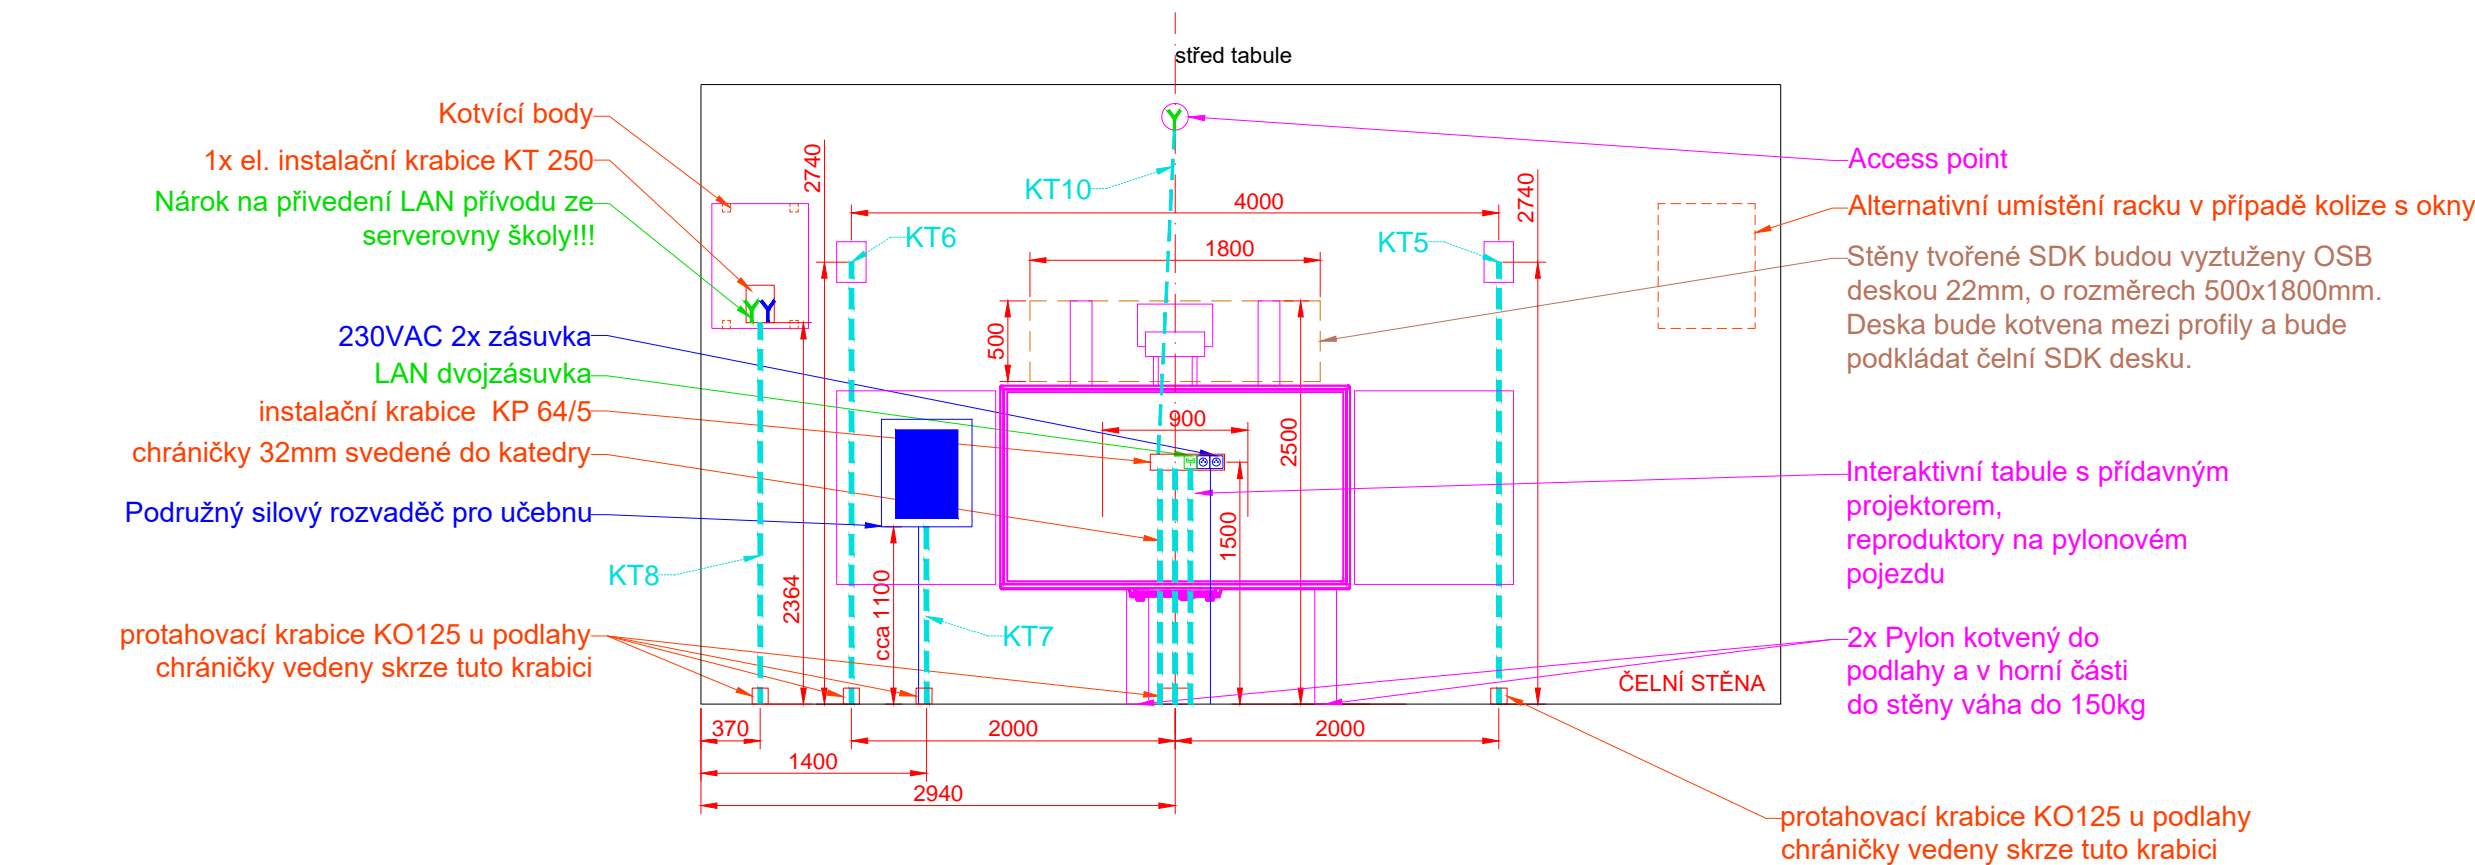 střed tabule
Kotvící body
1x el. instalační krabice KT 250
Nárok na přivedení LAN přívodu ze
serverovny školy!!!
230VAC 2x zásuvka
LAN dvojzásuvka
instalační krabice  KP 64/5
chráničky 32mm svedené do katedry
Podružný silový rozvaděč pro učebnu
KT8
protahovací krabice KO125 u podlahy
chráničky vedeny skrze tuto krabici
2740
KT10
4000
2740
KT6
KT5
1800
500
900
2500
1500
2364
cca 1100
KT7
ČELNÍ STĚNA
370
2000
2000
1400
2940
Access point
Alternativní umístění racku v případě kolize s okny
Stěny tvořené SDK budou vyztuženy OSB
deskou 22mm, o rozměrech 500x1800mm.
Deska bude kotvena mezi profily a bude
podkládat čelní SDK desku.
Interaktivní tabule s přídavným
projektorem,
reproduktory na pylonovém
pojezdu
2x Pylon kotvený do
podlahy a v horní části
do stěny váha do 150kg
protahovací krabice KO125 u podlahy
chráničky vedeny skrze tuto krabici